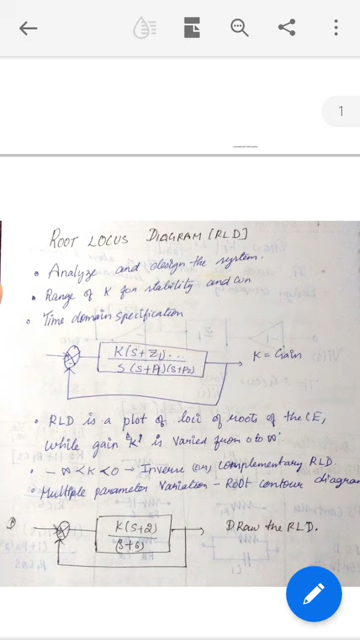 1
ROOT LOCUS DIAGRAM [RLD]
• Analyze and design the system.
• Range of K for stability and ωn
• Time domain specification
K(S+Z1)...
S(S+P1)(S+P2)
K = Gain
• RLD is a plot of loci of roots of the CE,
while gain 'K' is varied from 0 to ∞.
• -∞ < K < 0 → Inverse (or) complementary RLD.
• Multiple parameter variation - Root contour diagram
K(S+2)
(S+6)
DRaw the RLD.